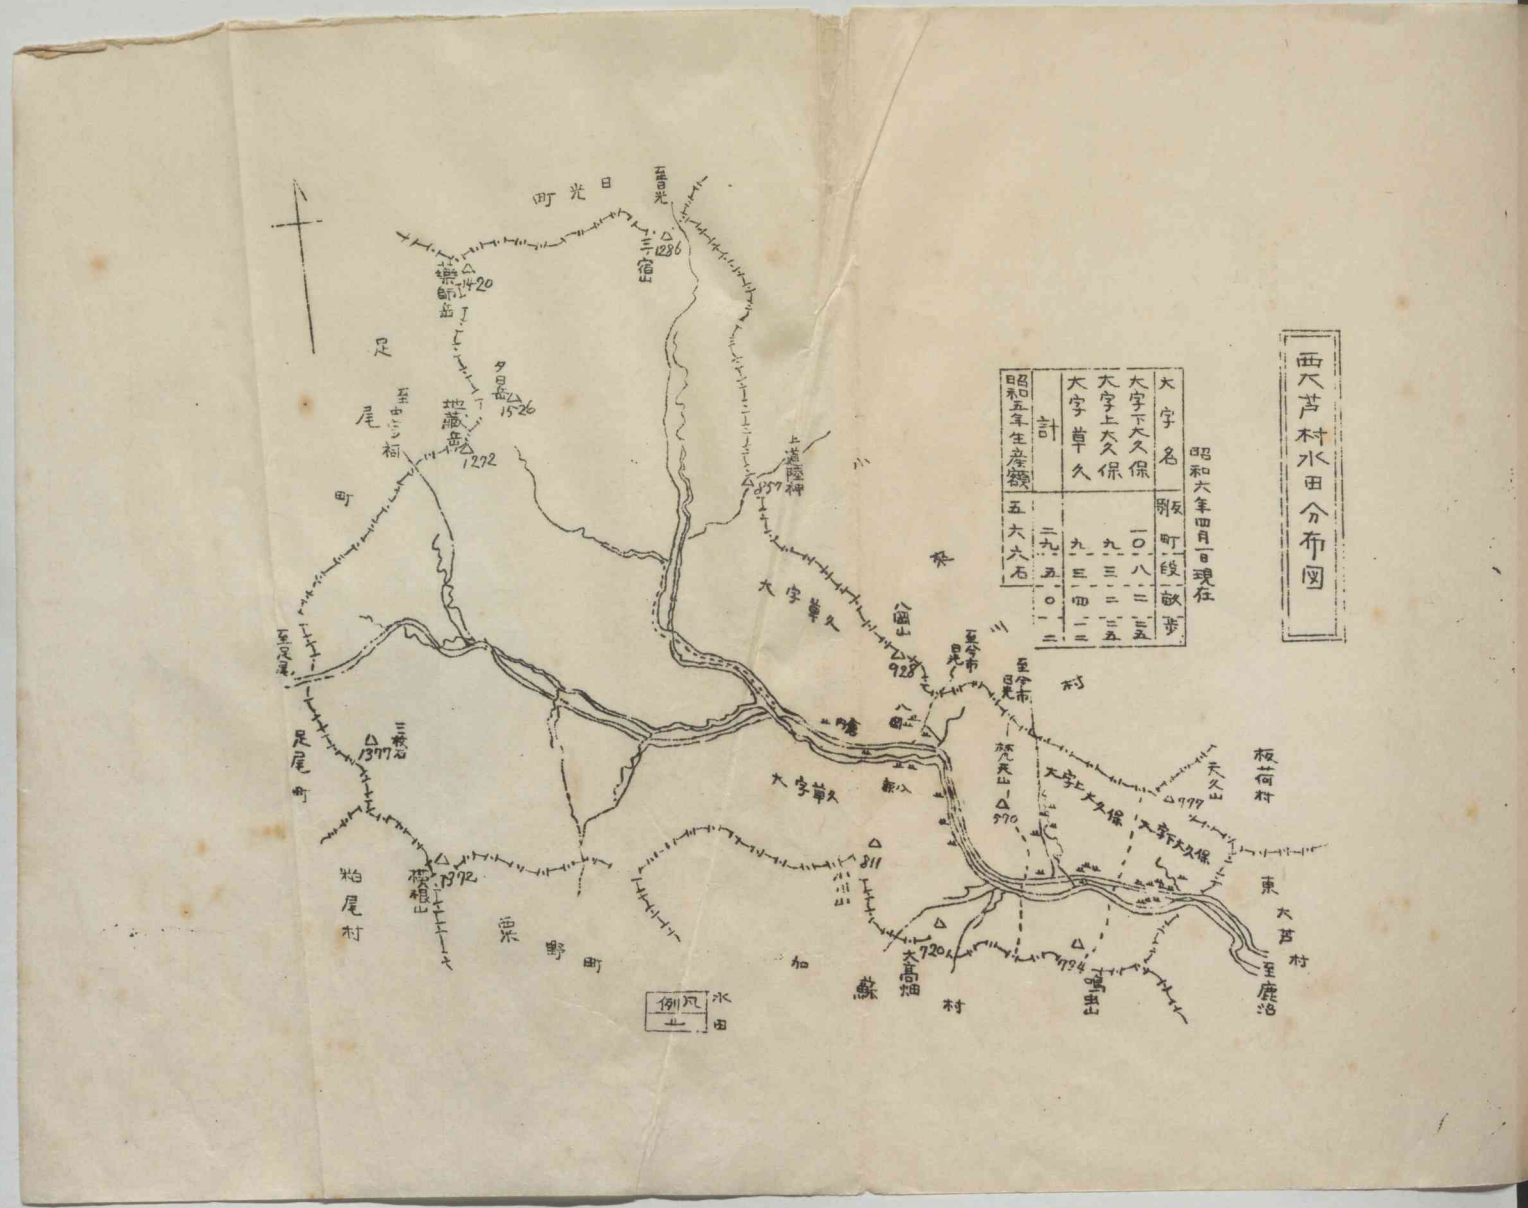 西大芦村水田分布図
昭和六年四月一日現在
大字名
町 段 畝 歩
大字下大久保
一〇 八 二 二五
大字上大久保
九 三 二 二五
大字草久
九 三 四 二二
計
二九 五 〇 一二
昭和五年生産額
五六六石
日光町
至日光
三ノ宿山
1286
薬師岳
1420
夕日岳
1526
地蔵岳
1272
足尾町
上道陸神
857
小来川村
大字草久
八岡山
928
至今市
日光
至今市
日光
八岡
梵天山
570
大字上大久保
大字下大久保
天久山
777
板荷村
東大芦村
至鹿沼
至足尾
足尾町
三枚石
1377
横根山
1372
粕尾村
粟野町
大字草久
811
720
大高畑
794
鳴出山
加蘇村
凡例
水田